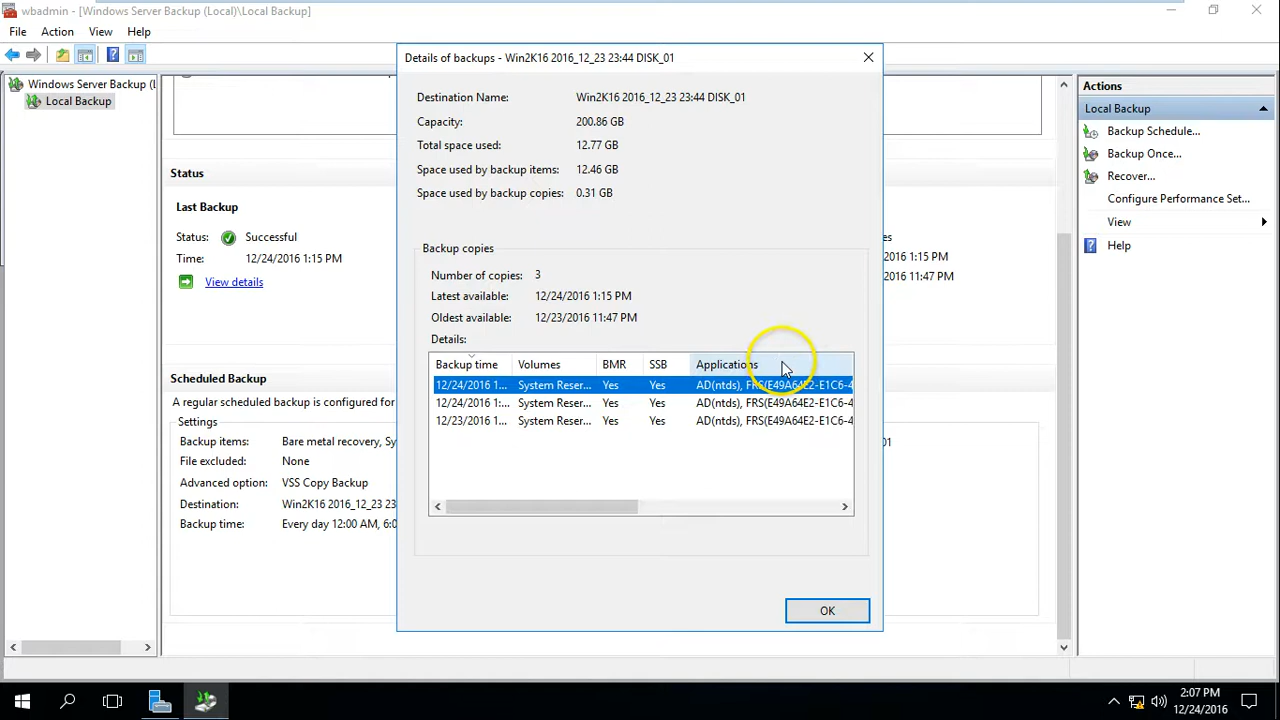 wbadmin - [Windows Server Backup (Local)\Local Backup]
File Action View Help
Windows Server Backup (L
Local Backup
Status
Last Backup
Status: Successful
Time: 12/24/2016 1:15 PM
View details
es
256 PM
11:47 PM
Scheduled Backup
A regular scheduled backup is configured for
Settings
Backup items: Bare metal recovery, Sy
01
File excluded: None
Advanced option: VSS Copy Backup
Destination: Win2K16 2016_12_23 23
Backup time: Every day 12:00 AM, 6:0
Details of backups - Win2K16 2016_12_23 23:44 DISK_01
Destination Name: Win2K16 2016_12_23 23:44 DISK_01
Capacity: 200.86 GB
Total space used: 12.77 GB
Space used by backup items: 12.46 GB
Space used by backup copies: 0.31 GB
Backup copies
Number of copies: 3
Latest available: 12/24/2016 1:15 PM
Oldest available: 12/23/2016 11:47 PM
Details:
Backup time Volumes BMR SSB Applications
12/24/2016 1... System Reser... Yes Yes AD(ntds), FRS(E49A64E2-E1C6-4
12/24/2016 1:... System Reser... Yes Yes AD(ntds), FRS(E49A64E2-E1C6-4
12/23/2016 1... System Reser... Yes Yes AD(ntds), FRS(E49A64E2-E1C6-4
OK
Actions
Local Backup
Backup Schedule...
Backup Once...
Recover...
Configure Performance Set...
View
Help
2:07 PM
12/24/2016